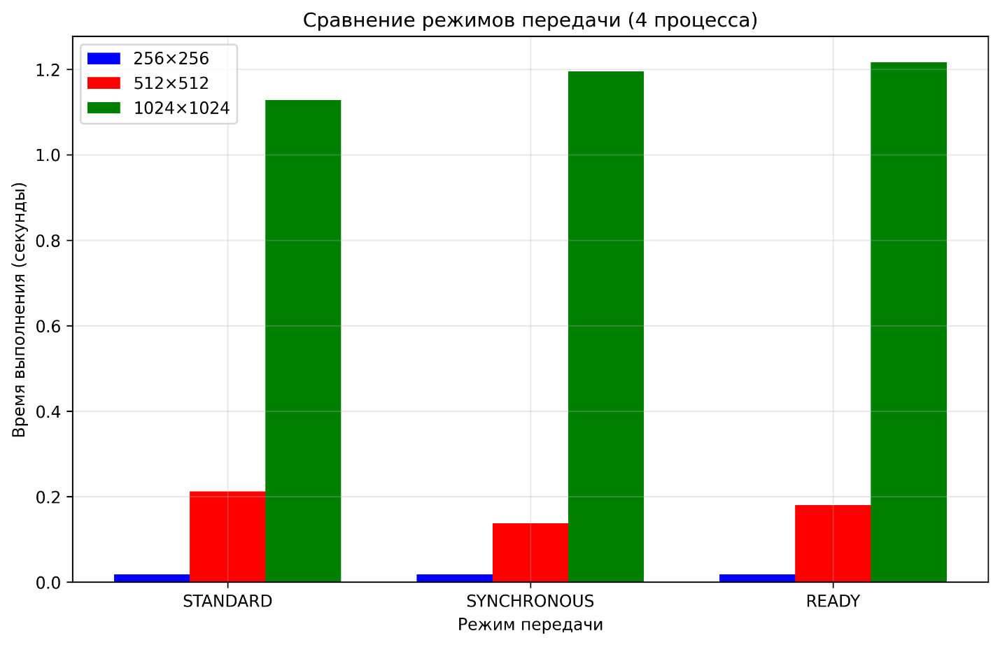 Сравнение режимов передачи (4 процесса)
256×256
512×512
1024×1024
Время выполнения (секунды)
1.2
1.0
0.8
0.6
0.4
0.2
0.0
STANDARD
SYNCHRONOUS
READY
Режим передачи